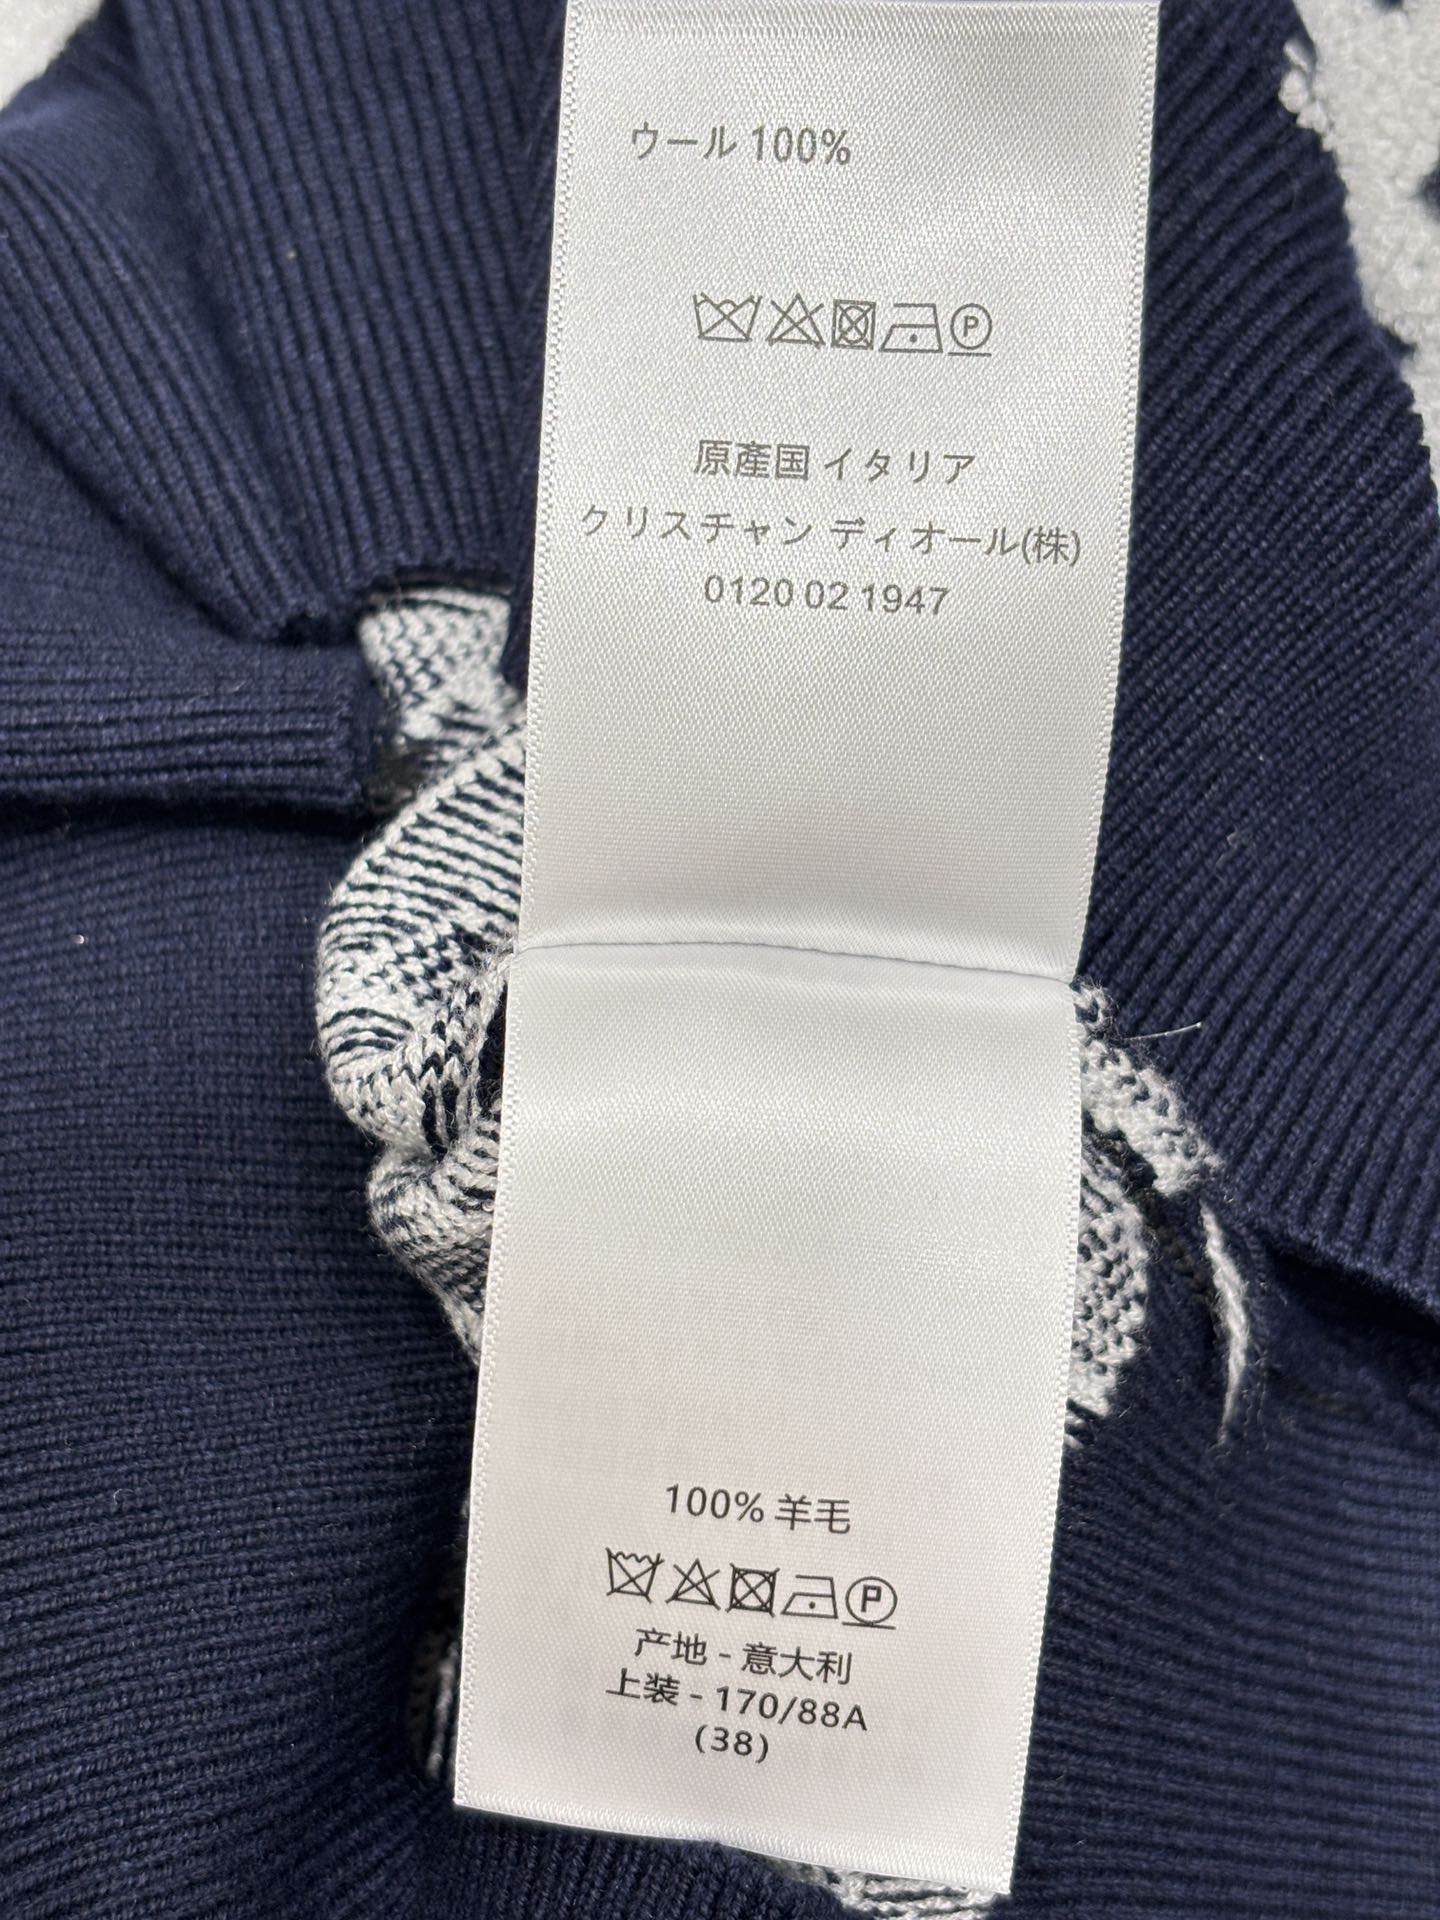 ウール 100%
P
原産国 イタリア
クリスチャン ディオール(株)
0120 02 1947
100% 羊毛
P
产地 - 意大利
上装 - 170/88A
(38)